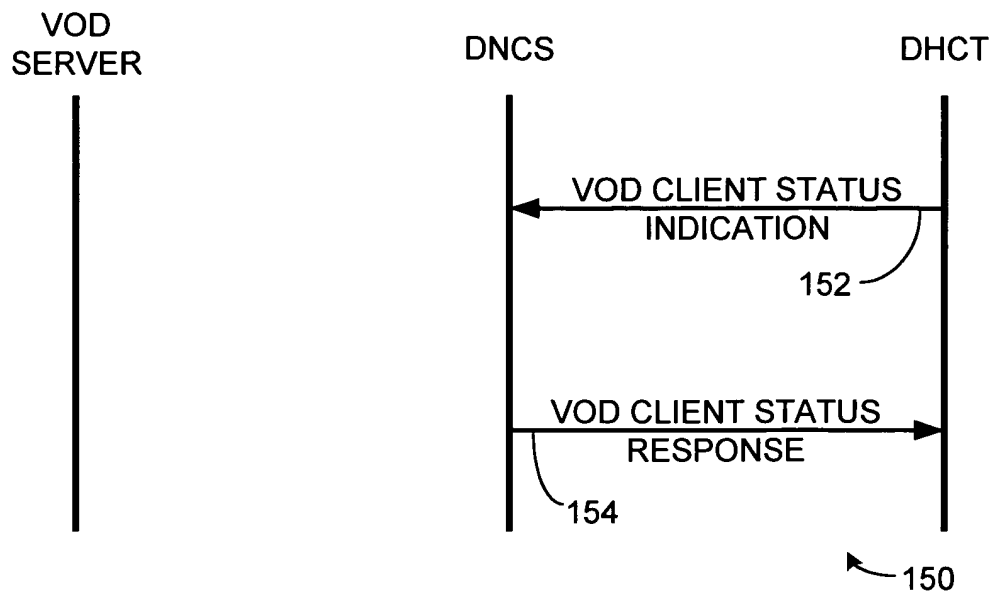 VOD
SERVER
DNCS
DHCT
VOD CLIENT STATUS
INDICATION
152
VOD CLIENT STATUS
RESPONSE
154
150